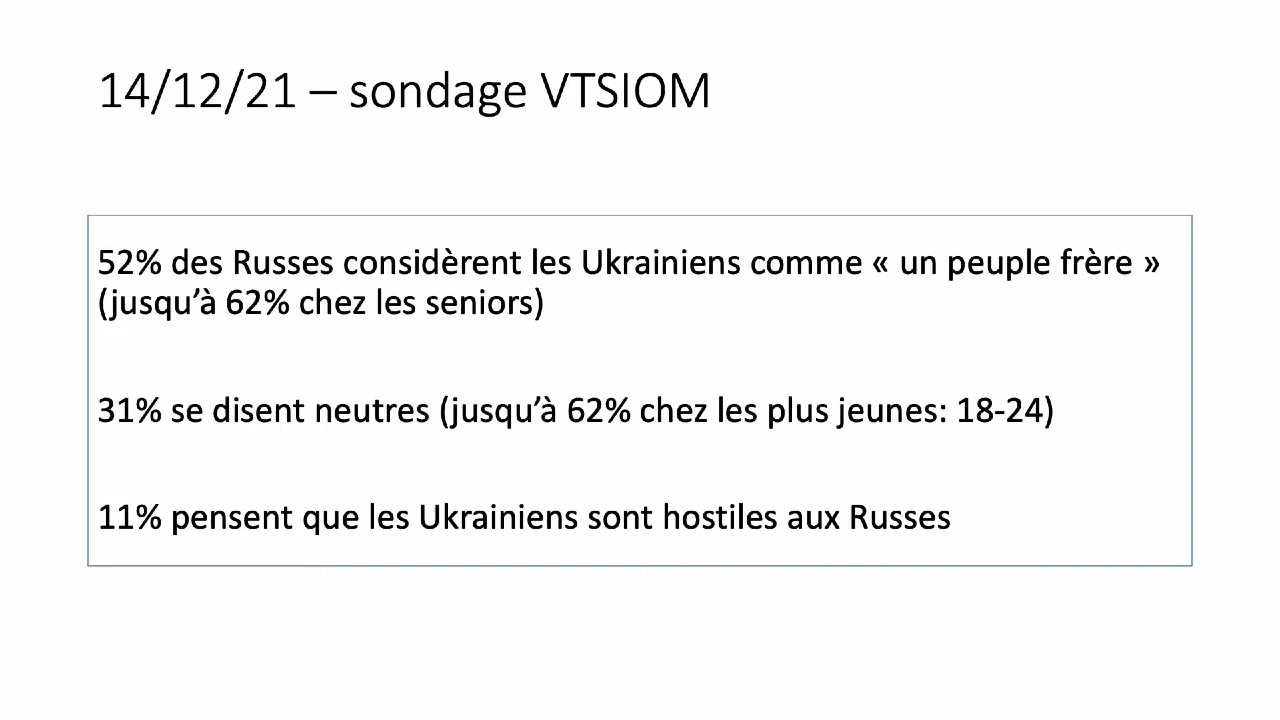 14/12/21 – sondage VTSIOM
52% des Russes considèrent les Ukrainiens comme « un peuple frère »
(jusqu’à 62% chez les seniors)
31% se disent neutres (jusqu’à 62% chez les plus jeunes: 18-24)
11% pensent que les Ukrainiens sont hostiles aux Russes